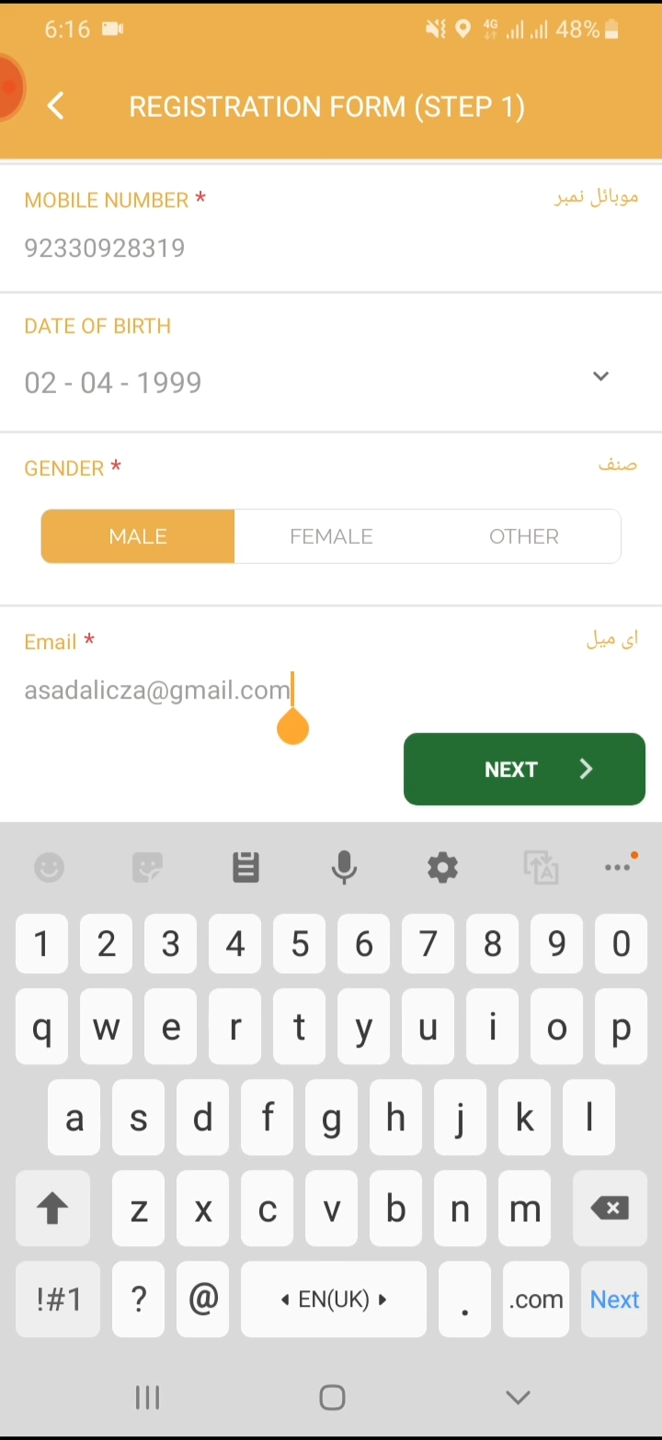 6:16 4G 48%
REGISTRATION FORM (STEP 1)
MOBILE NUMBER * موبائل نمبر
92330928319
DATE OF BIRTH
02 - 04 - 1999
GENDER * صنف
MALE FEMALE OTHER
Email * ای میل
asadalicza@gmail.com
NEXT
1 2 3 4 5 6 7 8 9 0
q w e r t y u i o p
a s d f g h j k l
z x c v b n m
!#1 ? @ EN(UK) . .com Next